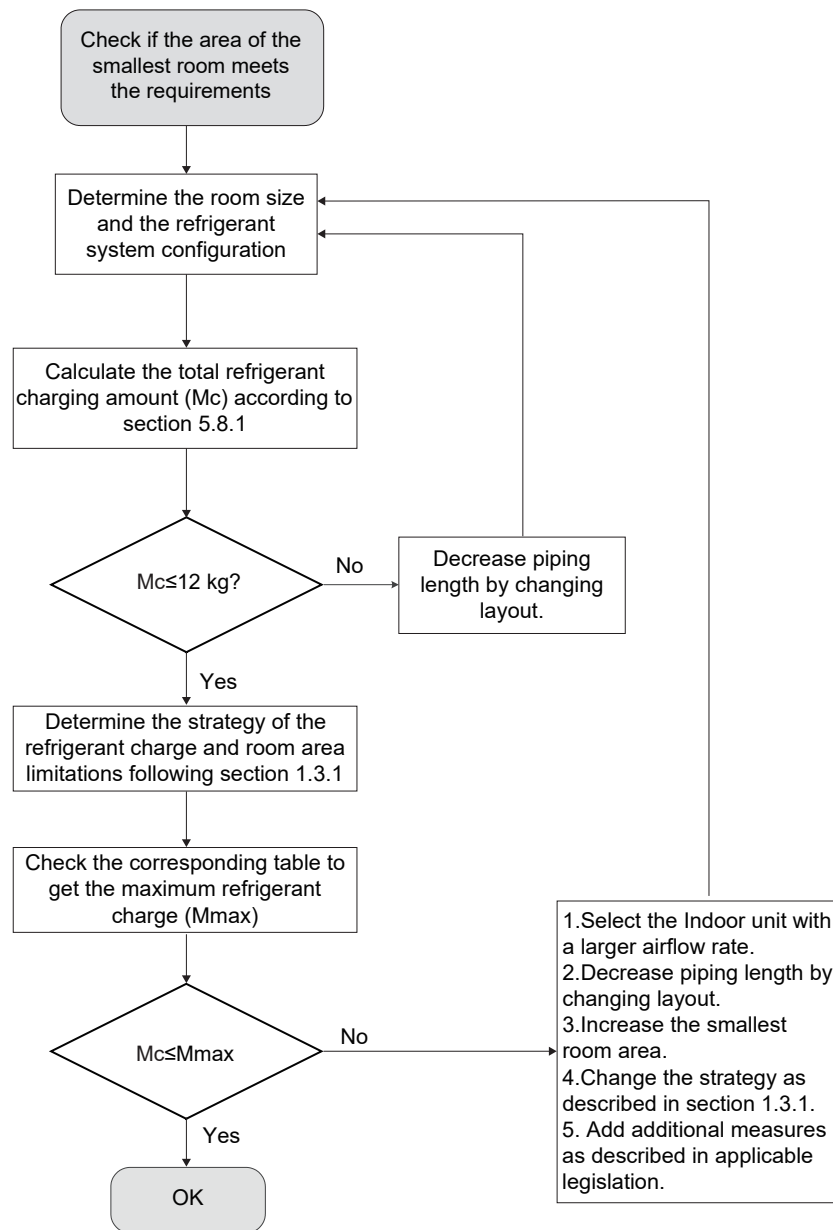 Check if the area of the
smallest room meets
the requirements
Determine the room size
and the refrigerant
system configuration
Calculate the total refrigerant
charging amount (Mc) according to
section 5.8.1
Mc≤12 kg?
No
Decrease piping
length by changing
layout.
Yes
Determine the strategy of the
refrigerant charge and room area
limitations following section 1.3.1
Check the corresponding table to
get the maximum refrigerant
charge (Mmax)
Mc≤Mmax
No
1.Select the Indoor unit with
a larger airflow rate.
2.Decrease piping length by
changing layout.
3.Increase the smallest
room area.
4.Change the strategy as
described in section 1.3.1.
5. Add additional measures
as described in applicable
legislation.
Yes
OK